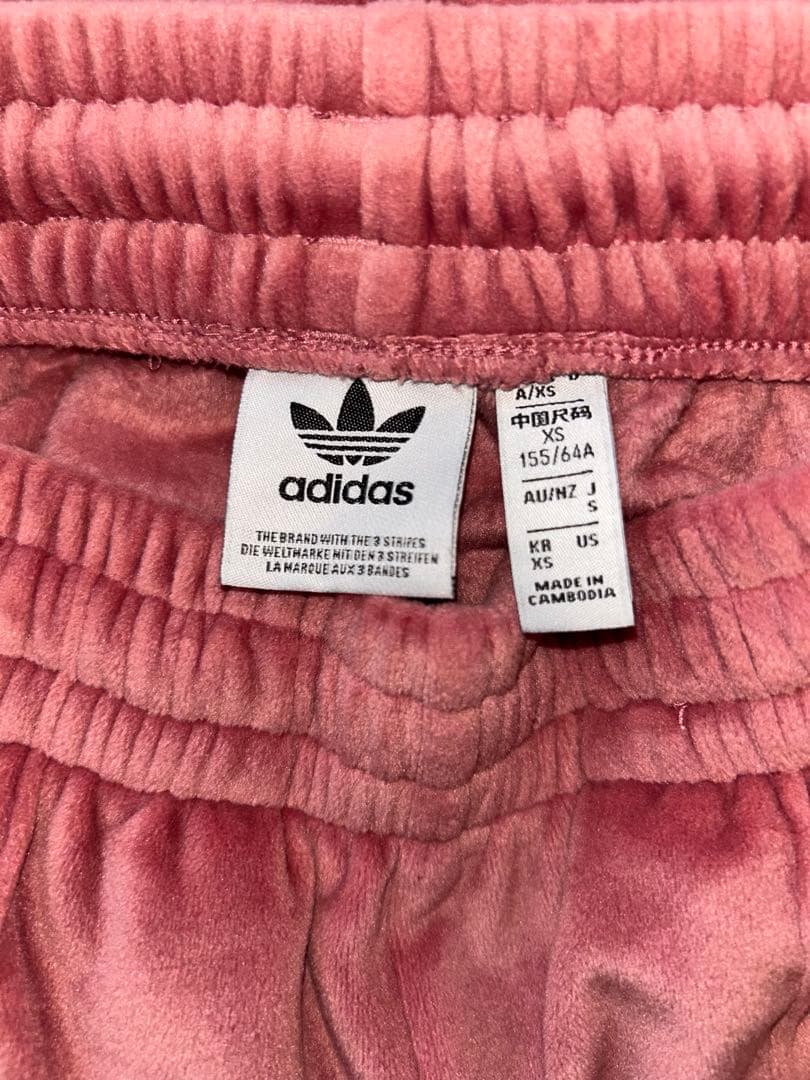 adidas
THE BRAND WITH THE 3 STRIPES
DIE WELTMARKE MIT DEN 3 STREIFEN
LA MARQUE AUX 3 BANDES
A/XS
中国尺码
XS
155/64A
AU/NZ J
S
KR US
XS
MADE IN
CAMBODIA